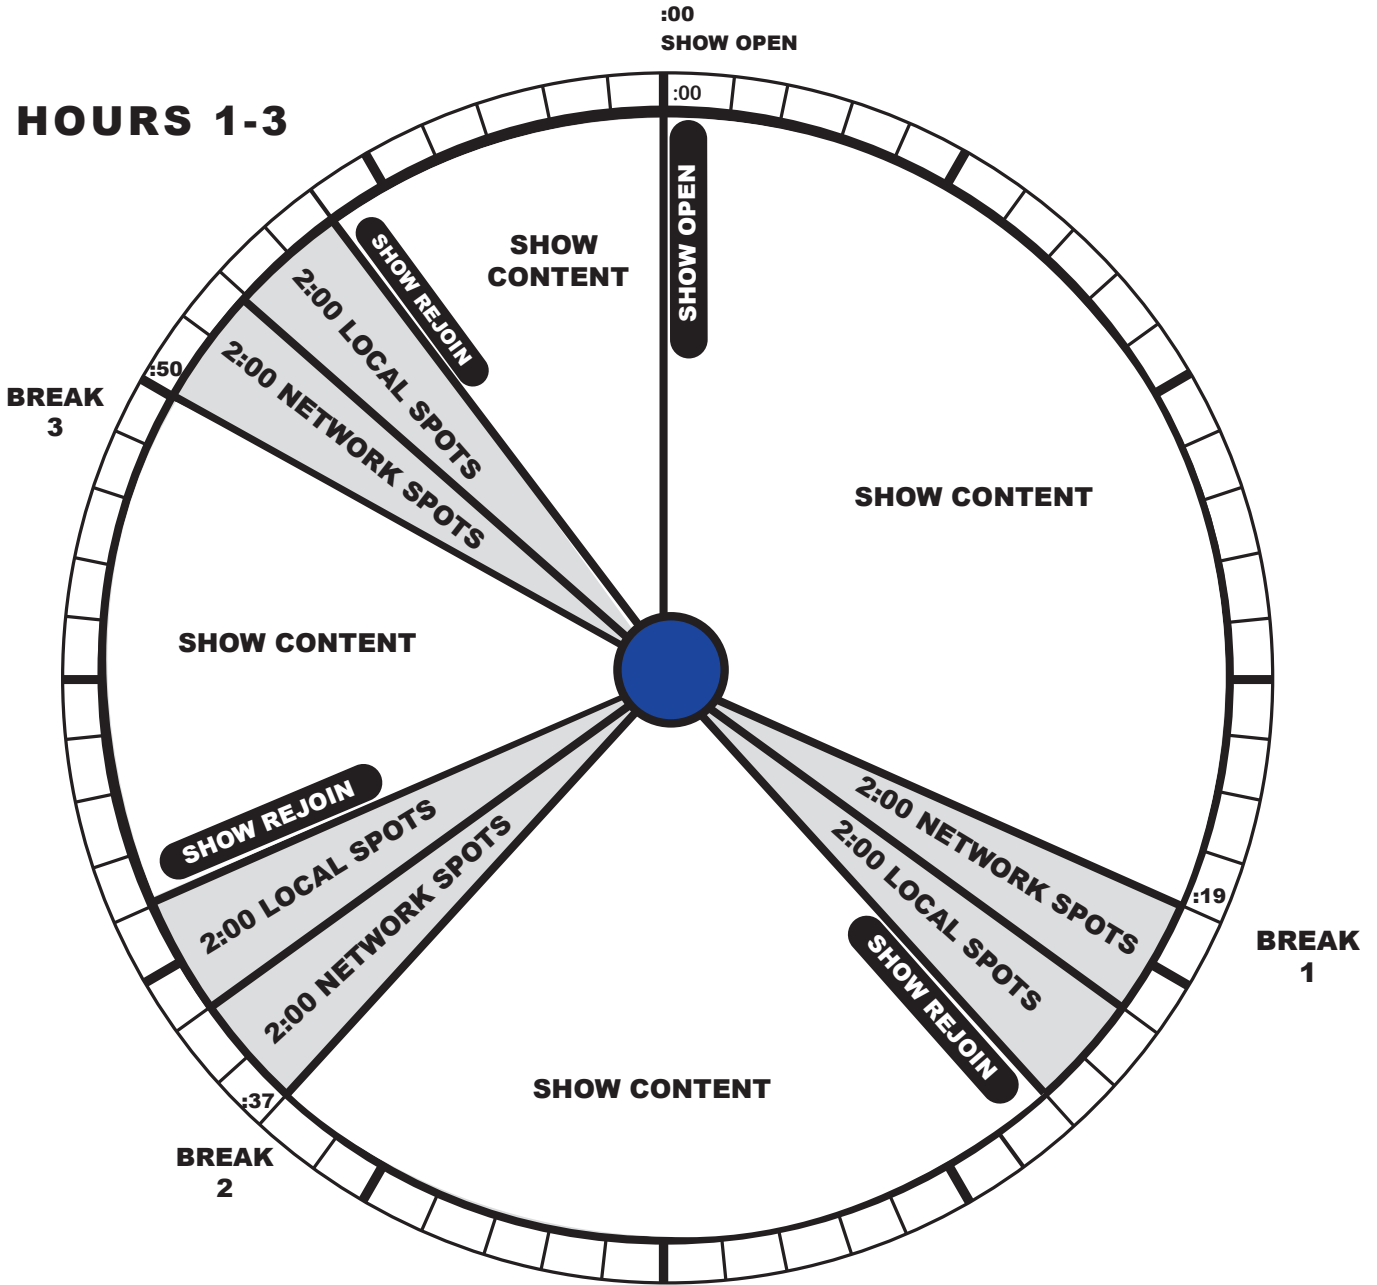 :00
SHOW OPEN
HOURS 1-3
:00
SHOW OPEN
SHOW CONTENT
:19
BREAK
1
2:00 NETWORK SPOTS
2:00 LOCAL SPOTS
SHOW REJOIN
SHOW CONTENT
:37
BREAK
2
2:00 NETWORK SPOTS
2:00 LOCAL SPOTS
SHOW REJOIN
SHOW CONTENT
:50
BREAK
3
2:00 NETWORK SPOTS
2:00 LOCAL SPOTS
SHOW REJOIN
SHOW
CONTENT